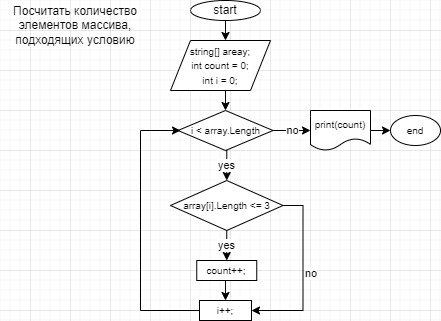 Посчитать количество
элементов массива,
подходящих условию
start
string[] areay;
int count = 0;
int i = 0;
i < array.Length
no
print(count)
end
yes
array[i].Length <= 3
yes
no
count++;
i++;